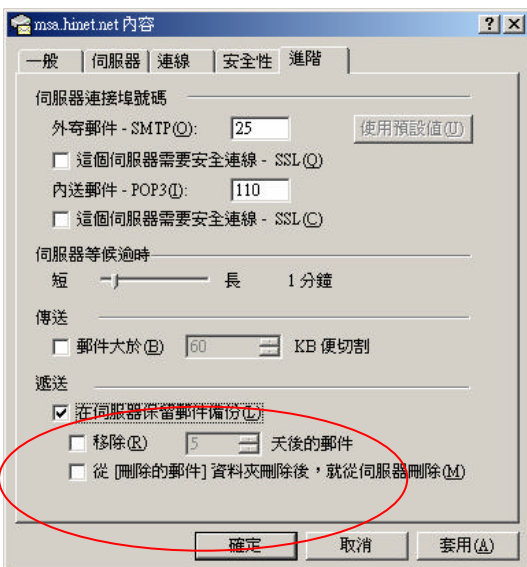 msa.hinet.net 內容
一般 伺服器 連線 安全性 進階
伺服器連接埠號碼
外寄郵件 - SMTP(O): 25 使用預設值(U)
這個伺服器需要安全連線 - SSL(Q)
內送郵件 - POP3(I): 110
這個伺服器需要安全連線 - SSL(C)
伺服器等候逾時
短 長 1 分鐘
傳送
郵件大於(B) 60 KB 便切割
遞送
在伺服器保留郵件備份(L)
移除(R) 5 天後的郵件
從 [刪除的郵件] 資料夾刪除後，就從伺服器刪除(M)
確定 取消 套用(A)